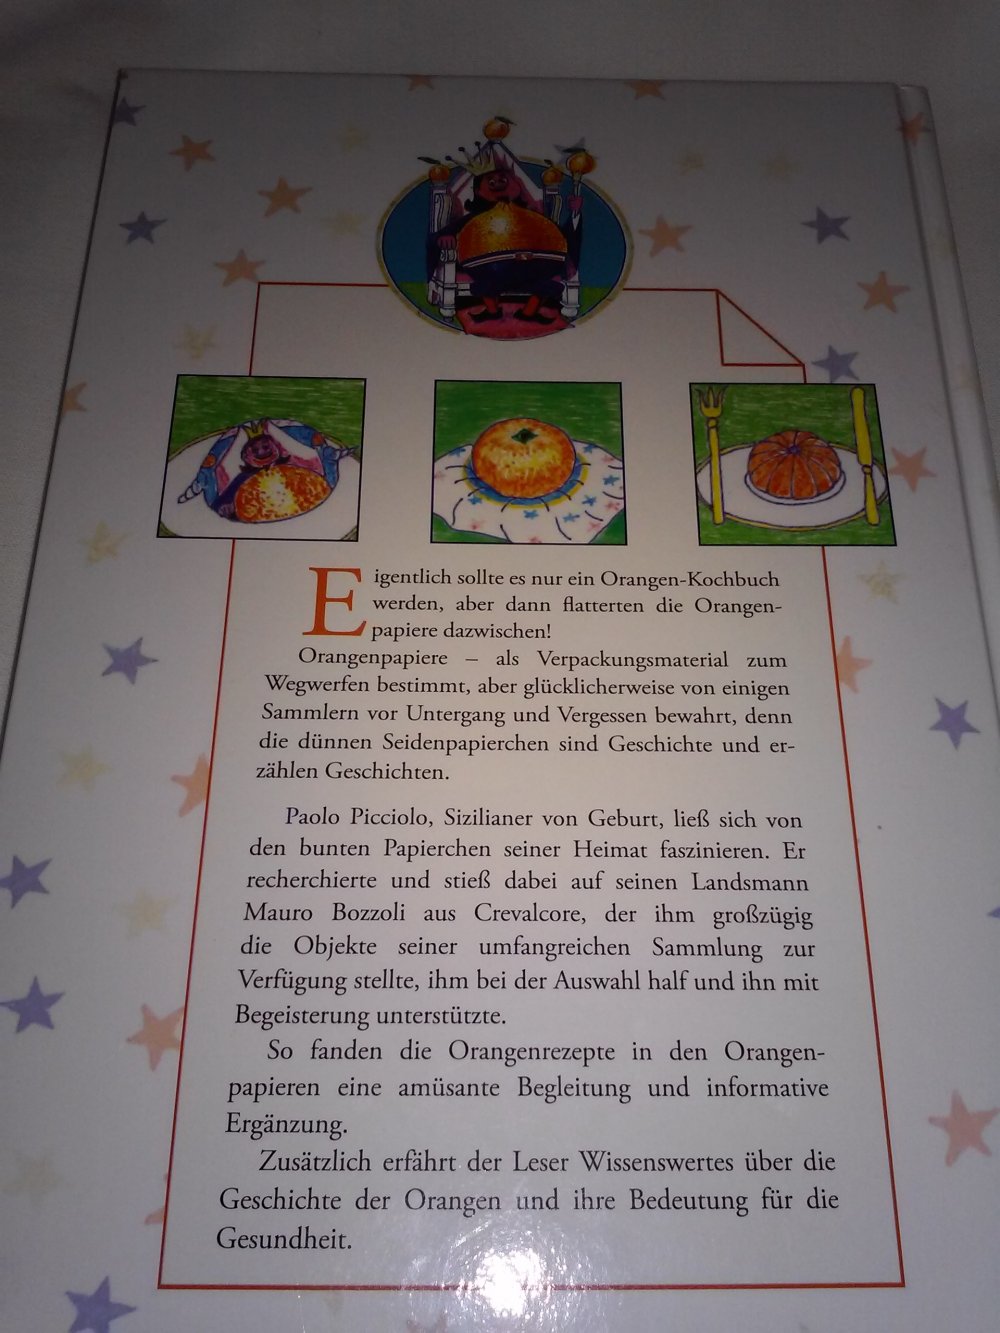 Eigentlich sollte es nur ein Orangen-Kochbuch
werden, aber dann flatterten die Orangen-
papiere dazwischen!
Orangenpapiere – als Verpackungsmaterial zum
Wegwerfen bestimmt, aber glücklicherweise von einigen
Sammlern vor Untergang und Vergessen bewahrt, denn
die dünnen Seidenpapierchen sind Geschichte und er-
zählen Geschichten.
Paolo Picciolo, Sizilianer von Geburt, ließ sich von
den bunten Papierchen seiner Heimat faszinieren. Er
recherchierte und stieß dabei auf seinen Landsmann
Mauro Bozzoli aus Crevalcore, der ihm großzügig
die Objekte seiner umfangreichen Sammlung zur
Verfügung stellte, ihm bei der Auswahl half und ihn mit
Begeisterung unterstützte.
So fanden die Orangenrezepte in den Orangen-
papieren eine amüsante Begleitung und informative
Ergänzung.
Zusätzlich erfährt der Leser Wissenswertes über die
Geschichte der Orangen und ihre Bedeutung für die
Gesundheit.